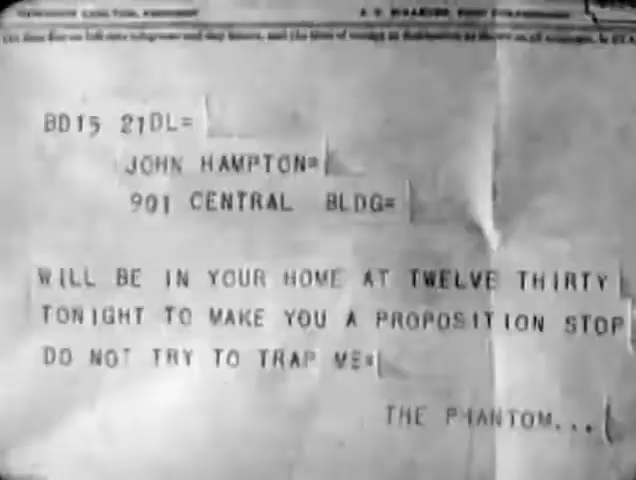 BD15 21DL=
JOHN HAMPTON=
901 CENTRAL BLDG=
WILL BE IN YOUR HOME AT TWELVE THIRTY
TONIGHT TO MAKE YOU A PROPOSITION STOP
DO NOT TRY TO TRAP ME=
THE PHANTOM...